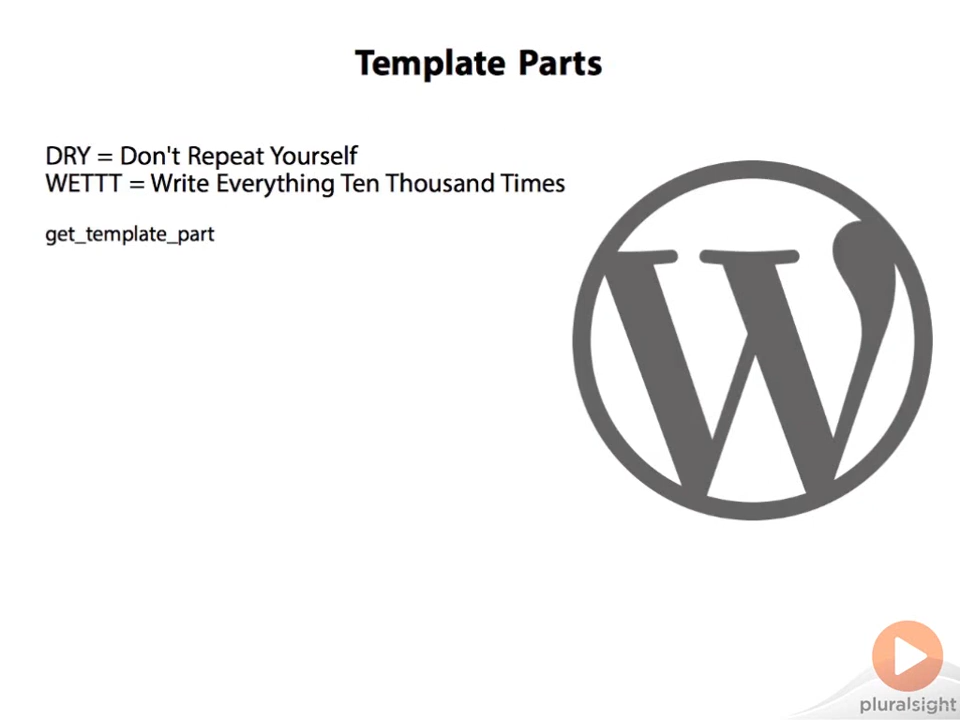 Template Parts
DRY = Don't Repeat Yourself
WETTT = Write Everything Ten Thousand Times
get_template_part
pluralsight